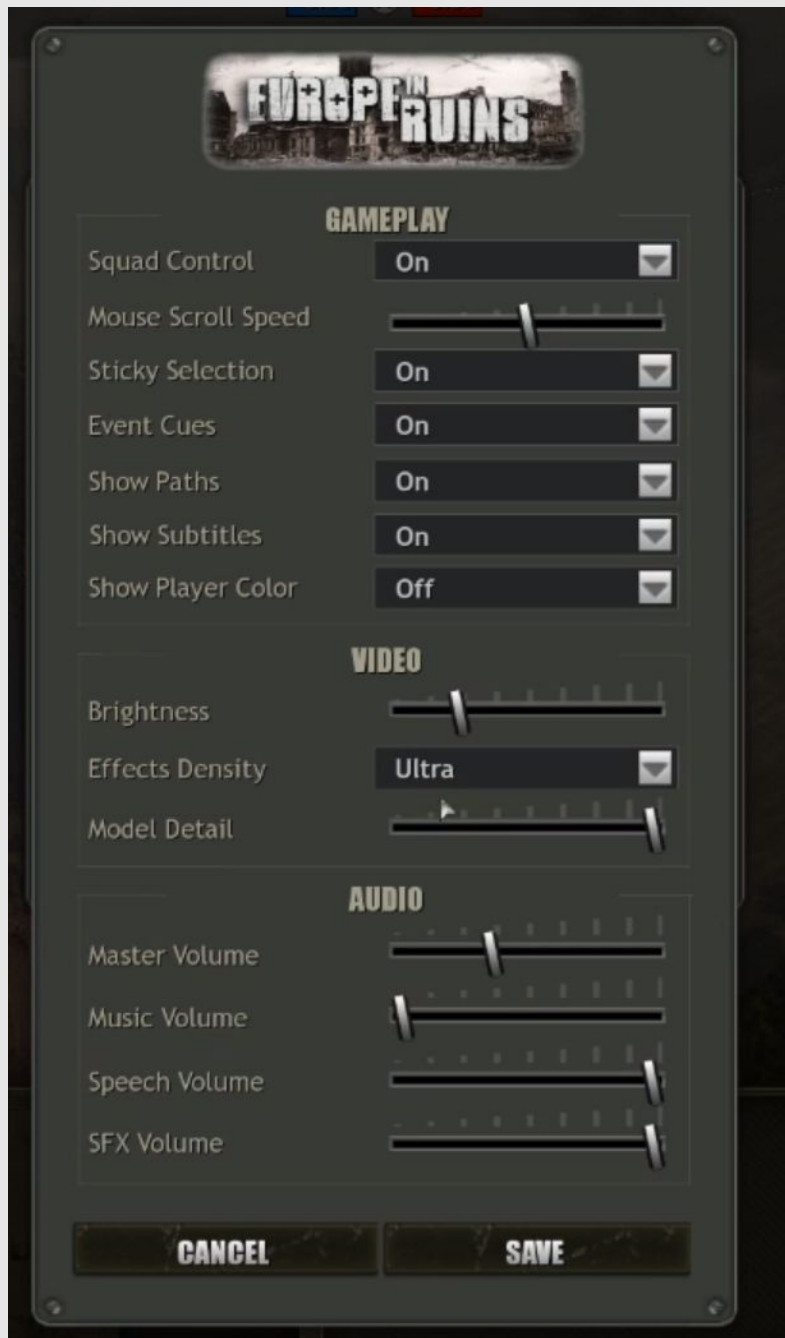 EUROPE IN RUINS
GAMEPLAY
Squad Control On
Mouse Scroll Speed
Sticky Selection On
Event Cues On
Show Paths On
Show Subtitles On
Show Player Color Off
VIDEO
Brightness
Effects Density Ultra
Model Detail
AUDIO
Master Volume
Music Volume
Speech Volume
SFX Volume
CANCEL SAVE